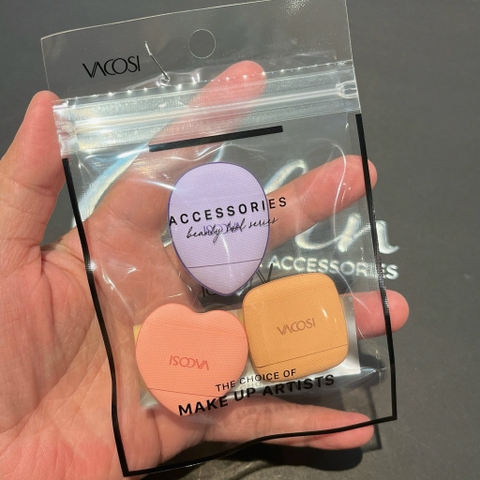 VACOSI
ACCESSORIES
beauty tool series
ACCESSORIES
VACOSI
VACOSI
THE CHOICE OF
MAKE UP ARTISTS